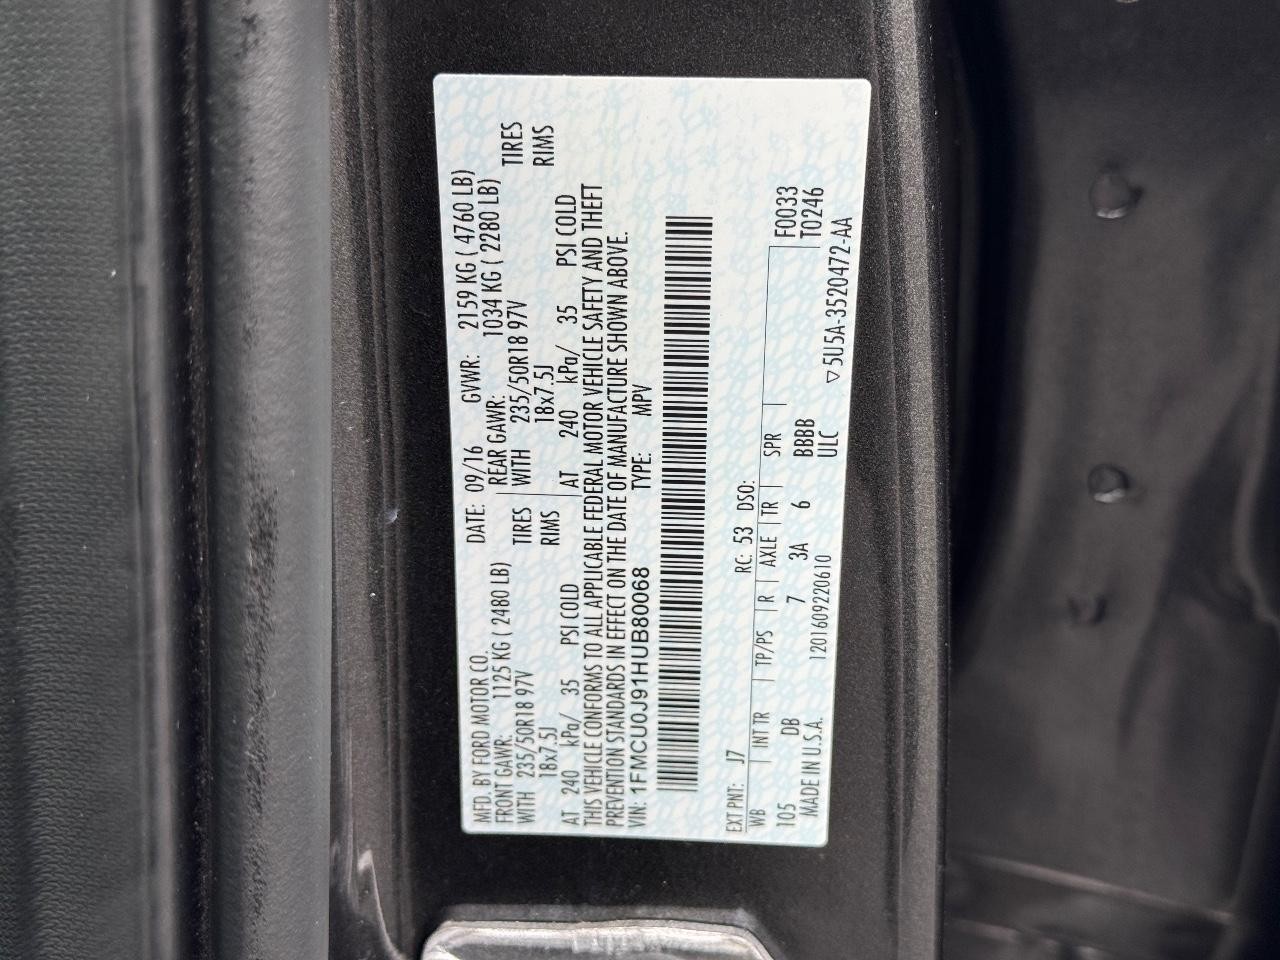 MFD. BY FORD MOTOR CO. DATE: 09/16 GVWR: 2159 KG ( 4760 LB)
FRONT GAWR: 1125 KG ( 2480 LB) REAR GAWR: 1034 KG ( 2280 LB)
WITH 235/50R18 97V TIRES WITH 235/50R18 97V TIRES
18x7.5J RIMS 18x7.5J RIMS
AT 240 kPa/ 35 PSI COLD AT 240 kPa/ 35 PSI COLD
THIS VEHICLE CONFORMS TO ALL APPLICABLE FEDERAL MOTOR VEHICLE SAFETY AND THEFT
PREVENTION STANDARDS IN EFFECT ON THE DATE OF MANUFACTURE SHOWN ABOVE.
VIN: 1FMCU0J91HUB80068 TYPE: MPV
EXT PNT: J7 RC: 53 DSO:
WB INT TR TP/PS R AXLE TR SPR F0033
105 DB 7 3A 6 BBBB T0246
MADE IN U.S.A. 1201609220610 ULC ▽5U5A-3520472-AA